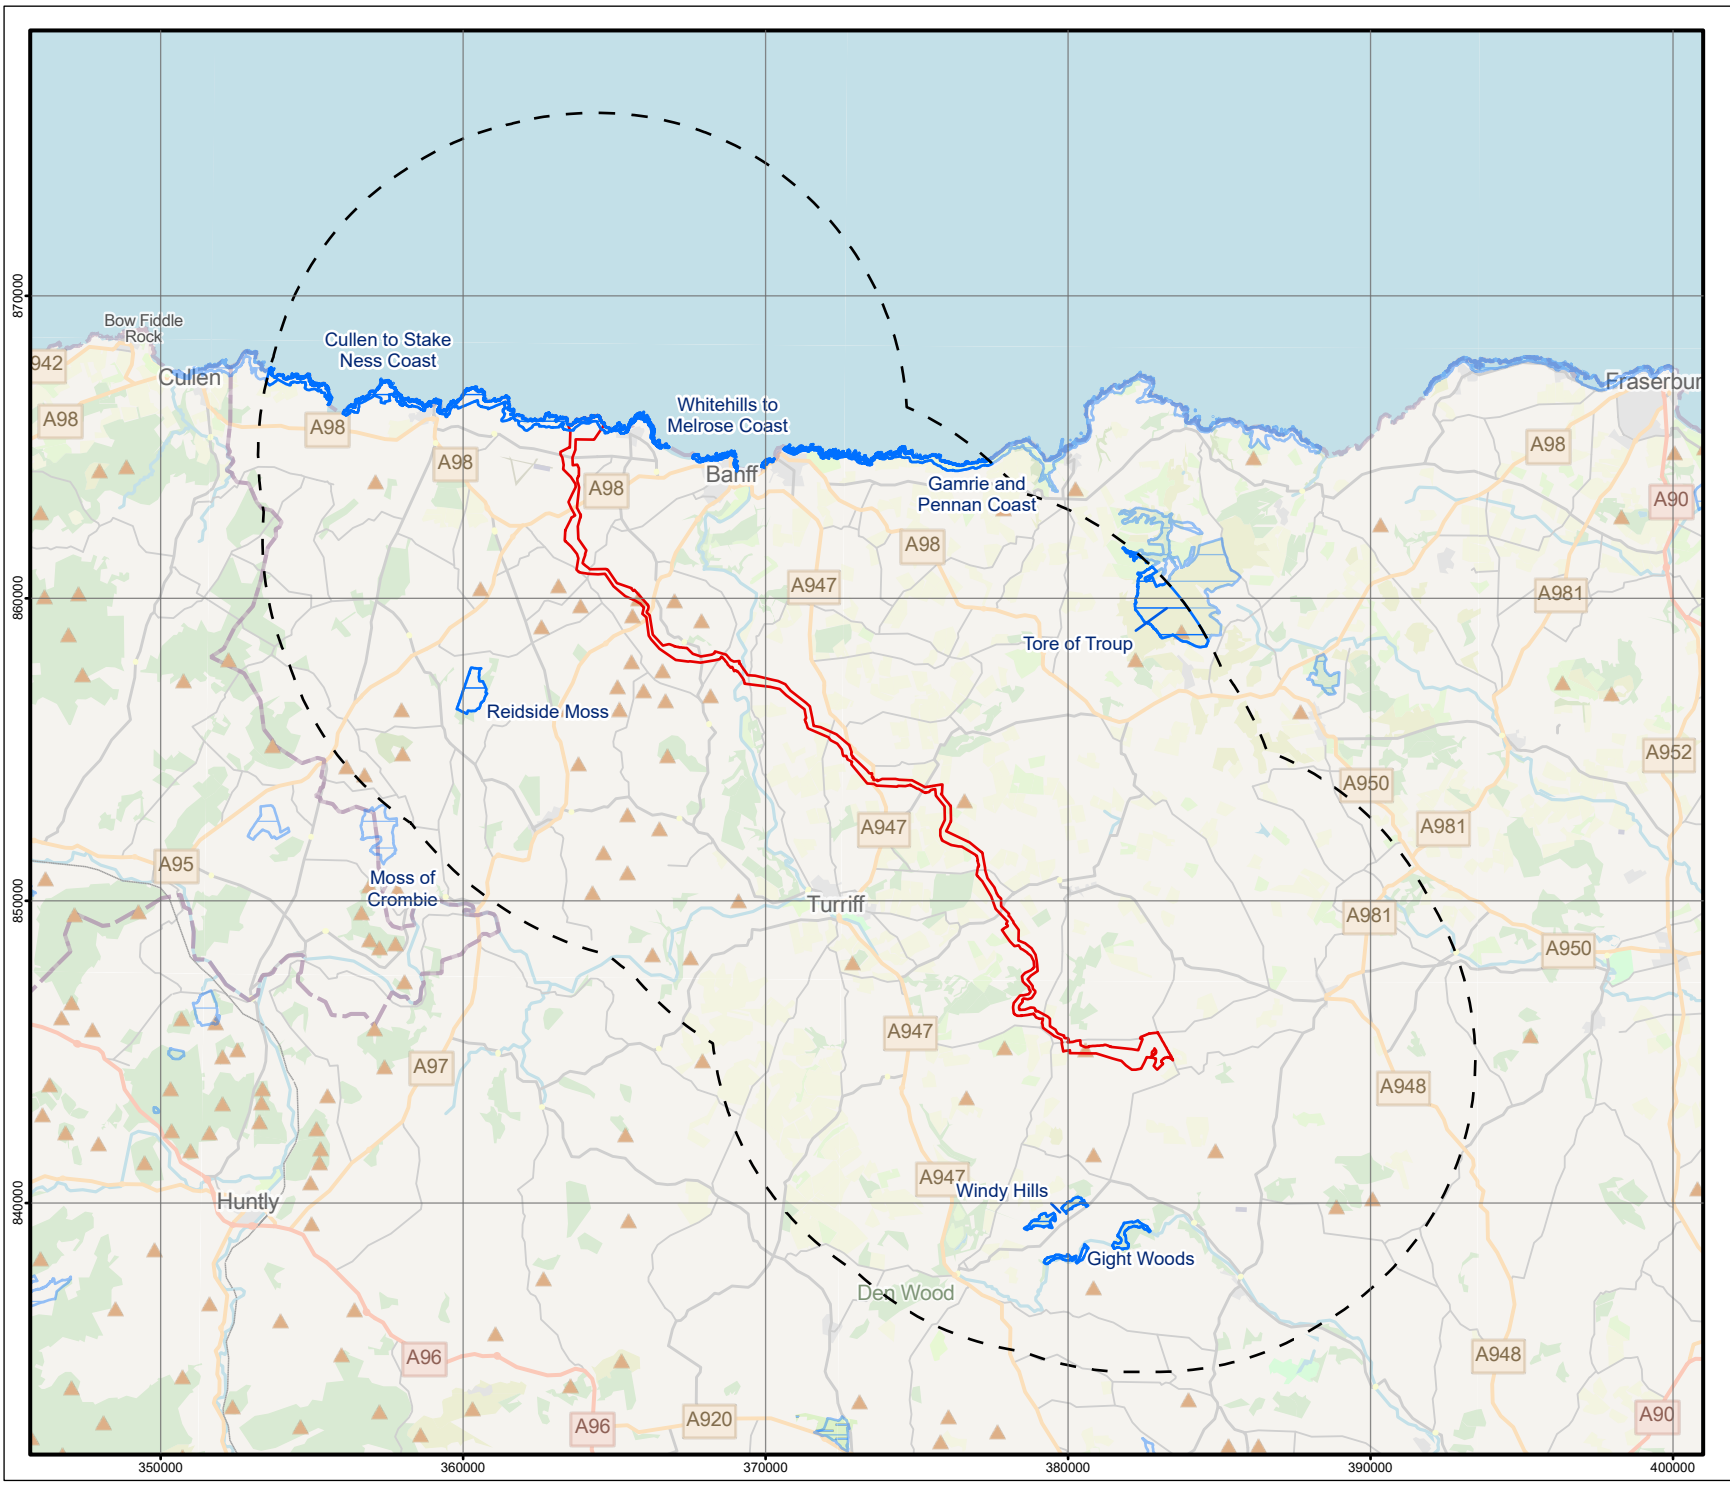 870000
860000
850000
840000
Bow Fiddle
Rock
942
Cullen
A98
Cullen to Stake
Ness Coast
A98
A98
A98
Whitehills to
Melrose Coast
Banff
Gamrie and
Pennan Coast
A98
A947
Fraserbur
A98
A90
A981
Tore of Troup
Reidside Moss
A952
A950
A981
A947
A95
Moss of
Crombie
Turriff
A981
A950
A947
A97
A948
A947
Windy Hills
Huntly
Gight Woods
Den Wood
A96
A948
A96
A920
A90
350000
360000
370000
380000
390000
400000